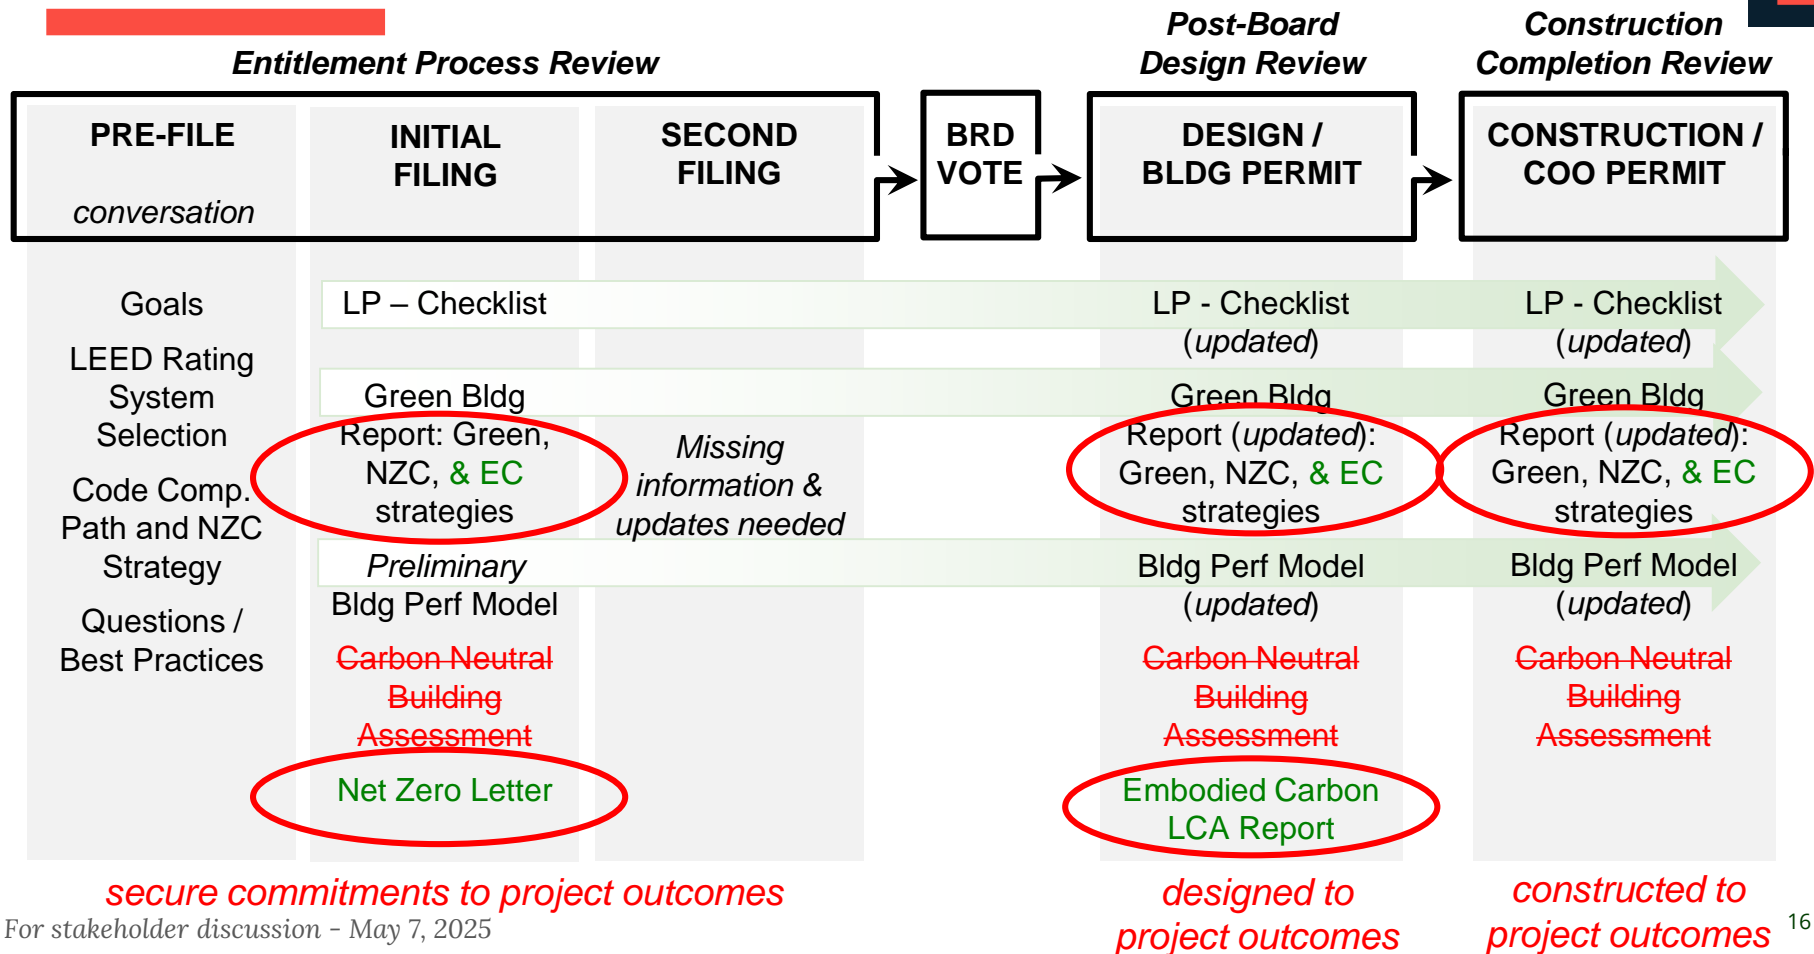 Entitlement Process Review
Post-Board
Design Review
Construction
Completion Review
PRE-FILE
conversation
INITIAL
FILING
SECOND
FILING
BRD
VOTE
DESIGN /
BLDG PERMIT
CONSTRUCTION /
COO PERMIT
Goals
LEED Rating
System
Selection
Code Comp.
Path and NZC
Strategy
Questions /
Best Practices
LP – Checklist
Green Bldg
Report: Green,
NZC, & EC
strategies
Preliminary
Bldg Perf Model
Carbon Neutral
Building
Assessment
Net Zero Letter
Missing
information &
updates needed
LP - Checklist
(updated)
Green Bldg
Report (updated):
Green, NZC, & EC
strategies
Bldg Perf Model
(updated)
Carbon Neutral
Building
Assessment
Embodied Carbon
LCA Report
LP - Checklist
(updated)
Green Bldg
Report (updated):
Green, NZC, & EC
strategies
Bldg Perf Model
(updated)
Carbon Neutral
Building
Assessment
secure commitments to project outcomes
designed to
project outcomes
constructed to
project outcomes
For stakeholder discussion - May 7, 2025
16